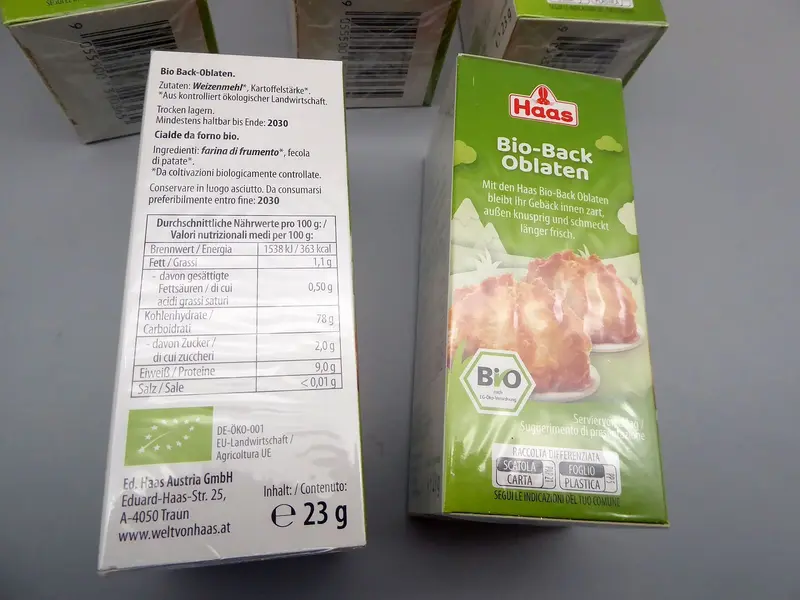 Bio Back-Oblaten.
Zutaten: Weizenmehl*, Kartoffelstärke*.
*Aus kontrolliert ökologischer Landwirtschaft.
Trocken lagern.
Mindestens haltbar bis Ende: 2030
Cialde da forno bio.
Ingredienti: farina di frumento*, fecola
di patate*.
*Da coltivazioni biologicamente controllate.
Conservare in luogo asciutto. Da consumarsi
preferibilmente entro fine: 2030
Durchschnittliche Nährwerte pro 100 g: /
Valori nutrizionali medi per 100 g:
Brennwert / Energia 1538 kJ / 363 kcal
Fett / Grassi 1,1 g
- davon gesättigte
Fettsäuren / di cui
acidi grassi saturi 0,50 g
Kohlenhydrate /
Carboidrati 78 g
- davon Zucker /
di cui zuccheri 2,0 g
Eiweiß / Proteine 9,0 g
Salz / Sale < 0,01 g
DE-ÖKO-001
EU-Landwirtschaft /
Agricoltura UE
Ed. Haas Austria GmbH
Eduard-Haas-Str. 25,
A-4050 Traun
www.weltvonhaas.at
Inhalt: / Contenuto:
e 23 g
Haas
Bio-Back
Oblaten
Mit den Haas Bio-Back Oblaten
bleibt Ihr Gebäck innen zart,
außen knusprig und schmeckt
länger frisch.
BIO
nach
EG-Öko-Verordnung
Suggerimento di
RACCOLTA DIFFERENZIATA
SCATOLA FOGLIO
CARTA PLASTICA
SEGUI LE INDICAZIONI DEL TUO COMUNE